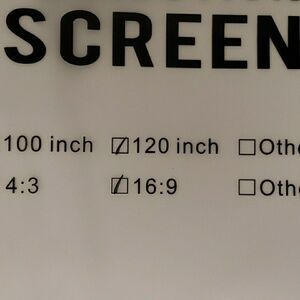 SCREEN
100 inch ☑120 inch ☐Othe
4:3 ☑16:9 ☐Othe